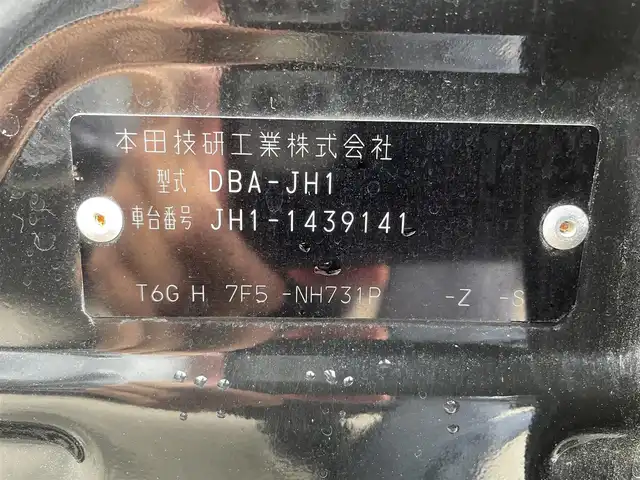 本田技研工業株式会社
型式 DBA-JH1
車台番号 JH1-1439141
T6G H 7F5 -NH731P -Z -S